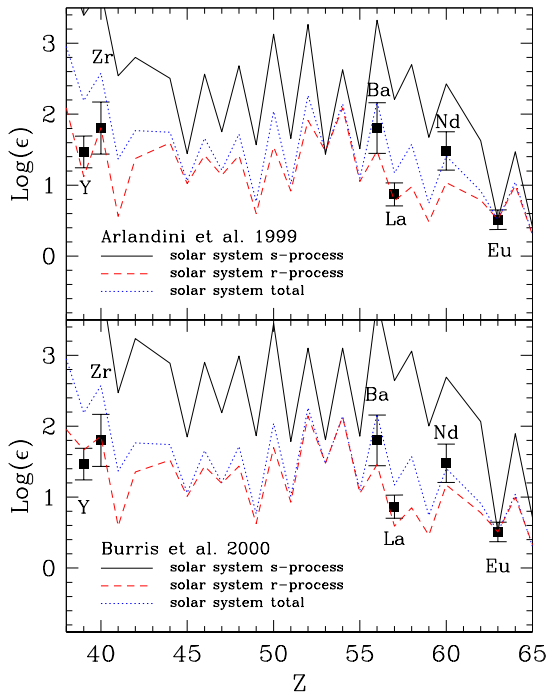 3
2
1
0
Log(ϵ)
Zr
Y
Ba
La
Nd
Eu
Arlandini et al. 1999
solar system s-process
solar system r-process
solar system total
3
2
1
0
Log(ϵ)
Zr
Y
Ba
La
Nd
Eu
Burris et al. 2000
solar system s-process
solar system r-process
solar system total
40 45 50 55 60 65
Z